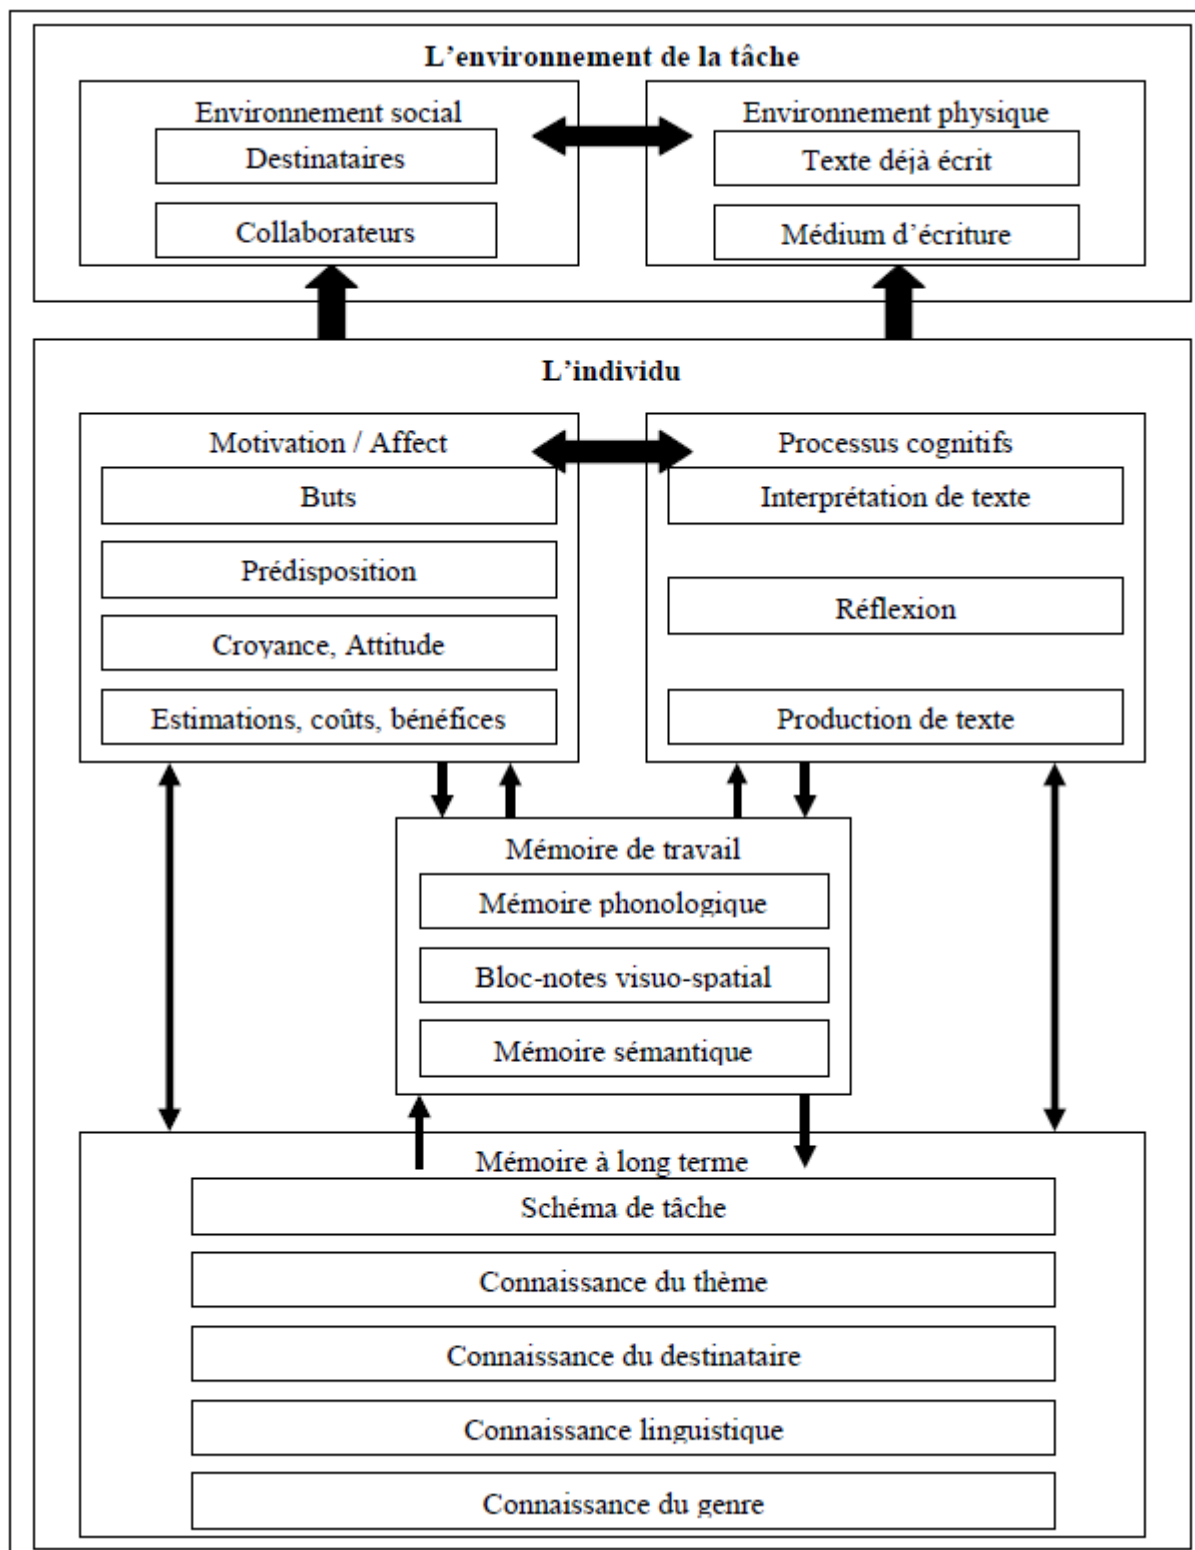 L’environnement de la tâche
Environnement social
Destinataires
Collaborateurs
Environnement physique
Texte déjà écrit
Médium d’écriture
L’individu
Motivation / Affect
Buts
Prédisposition
Croyance, Attitude
Estimations, coûts, bénéfices
Processus cognitifs
Interprétation de texte
Réflexion
Production de texte
Mémoire de travail
Mémoire phonologique
Bloc-notes visuo-spatial
Mémoire sémantique
Mémoire à long terme
Schéma de tâche
Connaissance du thème
Connaissance du destinataire
Connaissance linguistique
Connaissance du genre